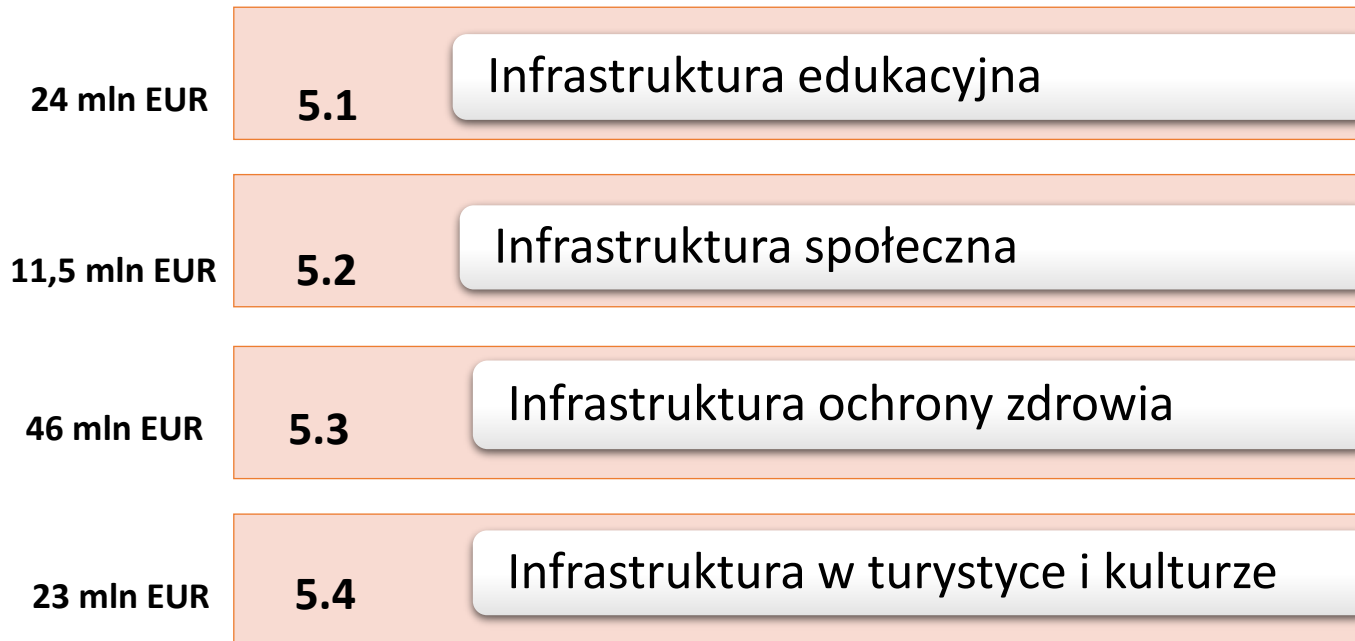 24 mln EUR 5.1 Infrastruktura edukacyjna
11,5 mln EUR 5.2 Infrastruktura społeczna
46 mln EUR 5.3 Infrastruktura ochrony zdrowia
23 mln EUR 5.4 Infrastruktura w turystyce i kulturze